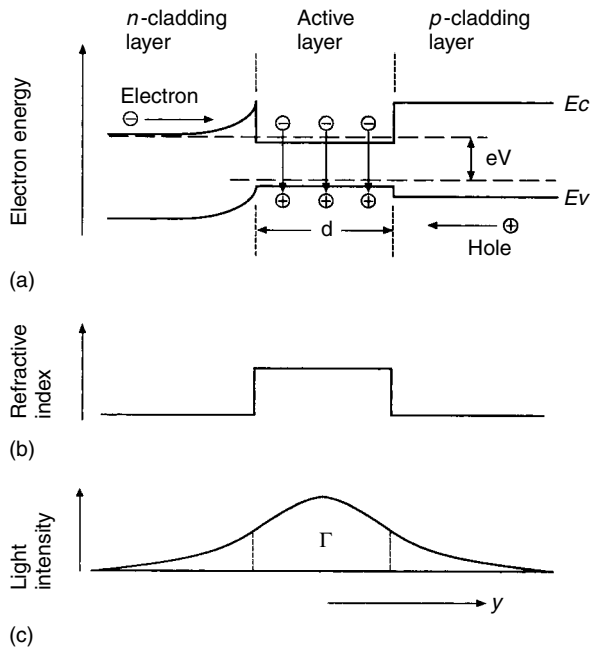 n-cladding layer
Active layer
p-cladding layer
Electron energy
Electron
⊖
Ec
⊖ ⊖ ⊖
eV
Ev
⊕ ⊕ ⊕
d
⊕
Hole
(a)
Refractive index
(b)
Light intensity
Γ
y
(c)